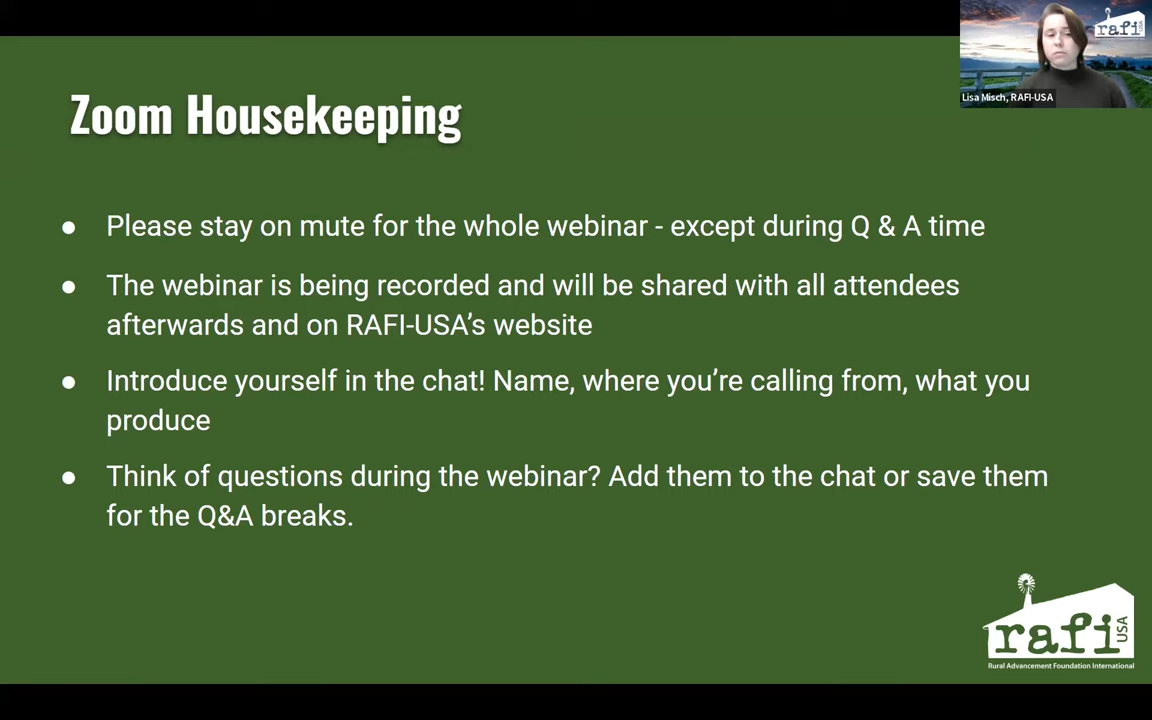 rafi
USA
Lisa Misch, RAFI-USA
Zoom Housekeeping
● Please stay on mute for the whole webinar - except during Q & A time
● The webinar is being recorded and will be shared with all attendees
afterwards and on RAFI-USA’s website
● Introduce yourself in the chat! Name, where you’re calling from, what you
produce
● Think of questions during the webinar? Add them to the chat or save them
for the Q&A breaks.
rafi
USA
Rural Advancement Foundation International